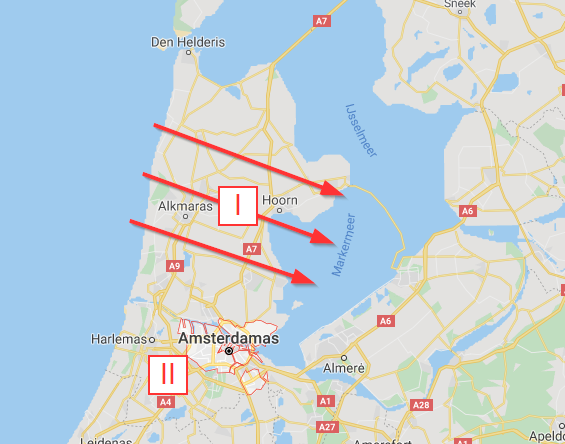 Sneek
A7
Den Helderis
IJsselmeer
I
Hoorn
Alkmaras
A6
Markermeer
A7
A9
A6
Amsterdamas
Harlemas
Almerė
II
A4
A1
A28
A27
A1
Apeldo
Amersfort
Leidenas